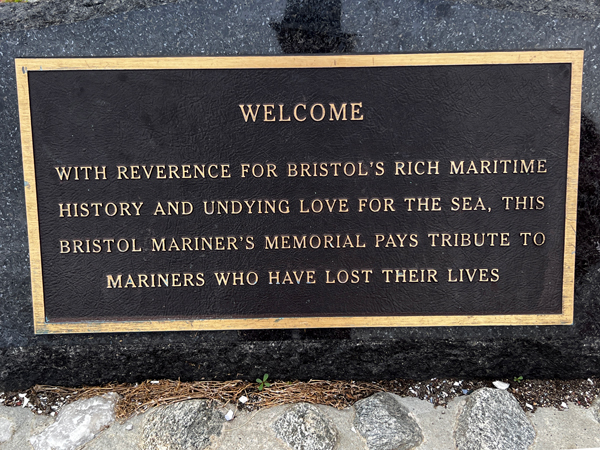 WELCOME
WITH REVERENCE FOR BRISTOL'S RICH MARITIME
HISTORY AND UNDYING LOVE FOR THE SEA, THIS
BRISTOL MARINER'S MEMORIAL PAYS TRIBUTE TO
MARINERS WHO HAVE LOST THEIR LIVES